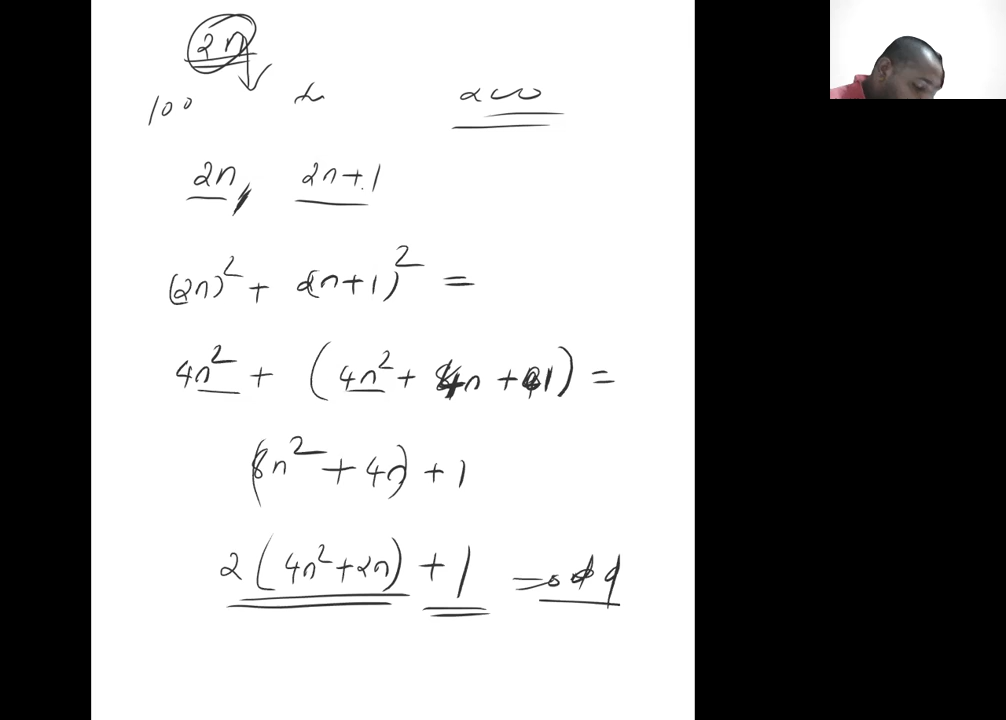 2n
100
2n, 2n+1
(2n)² + (2n+1)² =
4n² + (4n² + 4n + 1) =
(8n² + 4n) + 1
2(4n²+2n) + 1 = odd